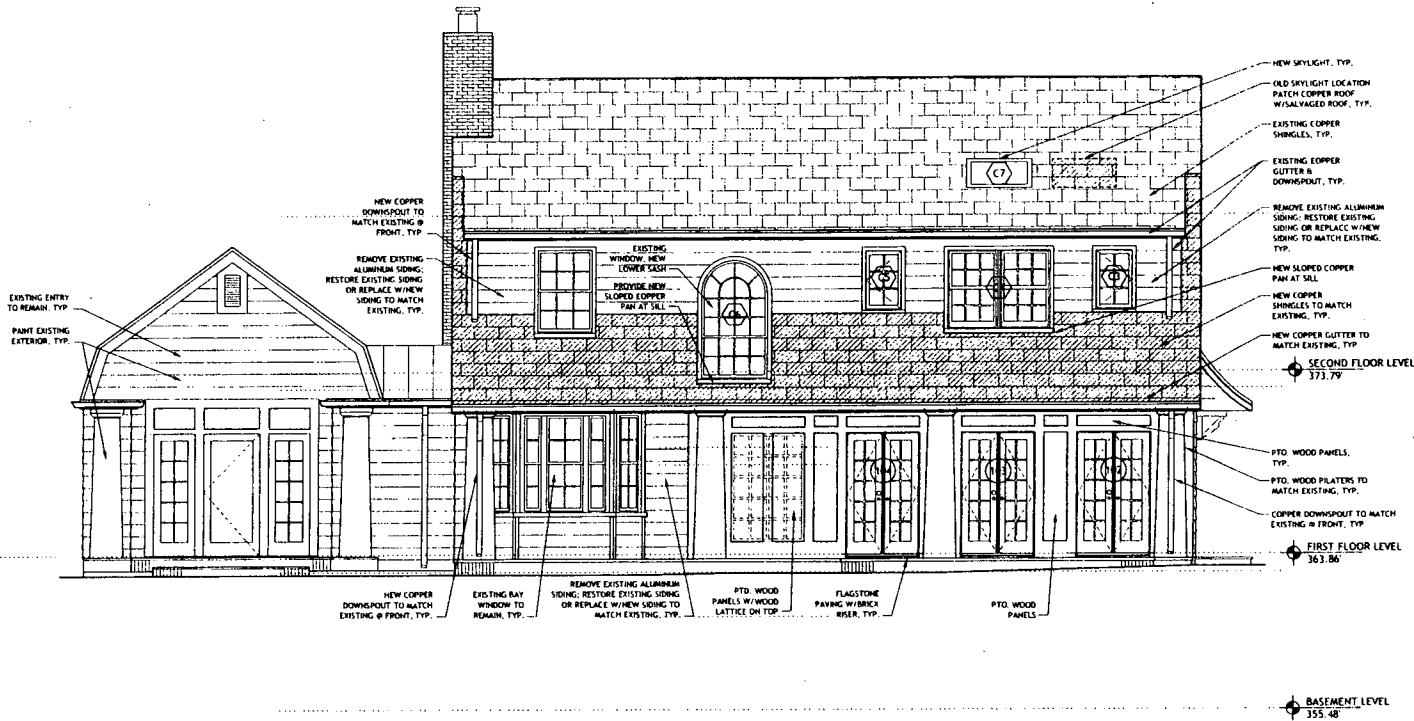 NEW SKYLIGHT, TYP.
OLD SKYLIGHT LOCATION
PATCH COPPER ROOF
W/SALVAGED ROOF, TYP.
EXISTING COPPER
SHINGLES, TYP.
EXISTING EOPPER
GUTTER &
DOWNSPOUT, TYP.
REMOVE EXISTING ALUMINUM
SIDING; RESTORE EXISTING
SIDING OR REPLACE W/NEW
SIDING TO MATCH EXISTING,
TYP.
NEW SLOPED COPPER
PAN AT SILL
NEW COPPER
SHINGLES TO MATCH
EXISTING, TYP.
NEW COPPER GUTTER TO
MATCH EXISTING, TYP
SECOND FLOOR LEVEL
373.79'
PTD. WOOD PANELS,
TYP.
PTO. WOOD PILATERS TO
MATCH EXISTING, TYP.
COPPER DOWNSPOUT TO MATCH
EXISTING @ FRONT, TYP
FIRST FLOOR LEVEL
363.86'
BASEMENT LEVEL
355.48'
NEW COPPER
DOWNSPOUT TO
MATCH EXISTING @
FRONT, TYP
REMOVE EXISTING
ALUMINUM SIDING;
RESTORE EXISTING SIDING
OR REPLACE W/NEW
SIDING TO MATCH
EXISTING, TYP.
EXISTING
WINDOW, NEW
LOWER SASH
PROVIDE NEW
SLOPED EOPPER
PAN AT SILL
EXISTING ENTRY
TO REMAIN, TYP
PAINT EXISTING
EXTERIOR, TYP.
C7
C5
C6
104
103
102
NEW COPPER
DOWNSPOUT TO MATCH
EXISTING @ FRONT, TYP.
EXISTING BAY
WINDOW TO
REMAIN, TYP.
REMOVE EXISTING ALUMINUM
SIDING; RESTORE EXISTING SIDING
OR REPLACE W/NEW SIDING TO
MATCH EXISTING, TYP.
PTD. WOOD
PANELS W/WOOD
LATTICE ON TOP
FLAGSTONE
PAVING W/BRICK
RISER, TYP.
PTO. WOOD
PANELS